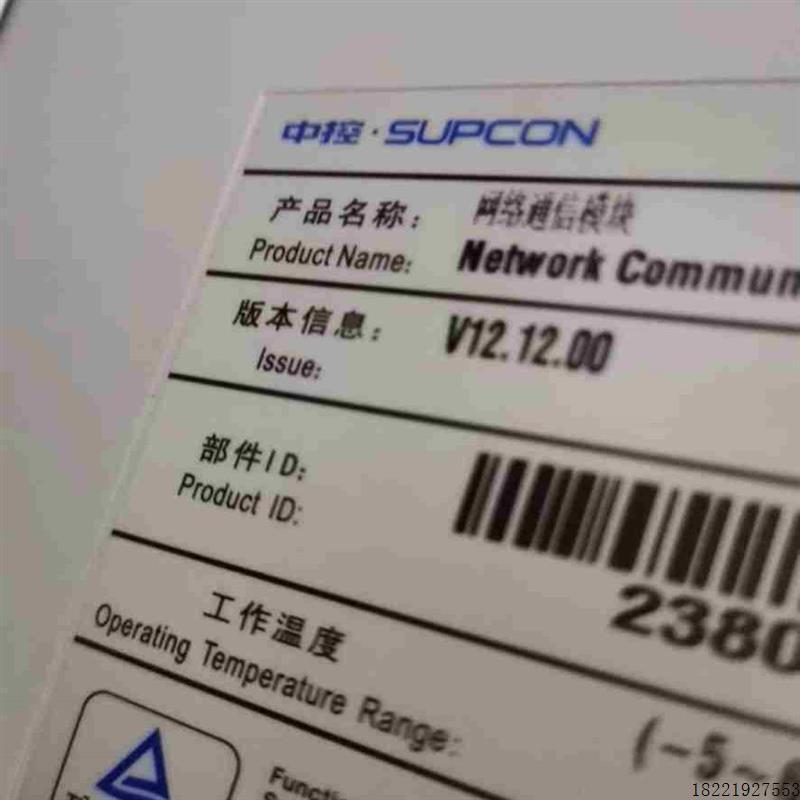 中控·SUPCON
产品名称: 网络通信模块
Product Name: Network Commun
版本信息: V12.12.00
Issue:
部件ID:
Product ID:
2380
工作温度
Operating Temperature Range: (-5~
Functi
18221927553